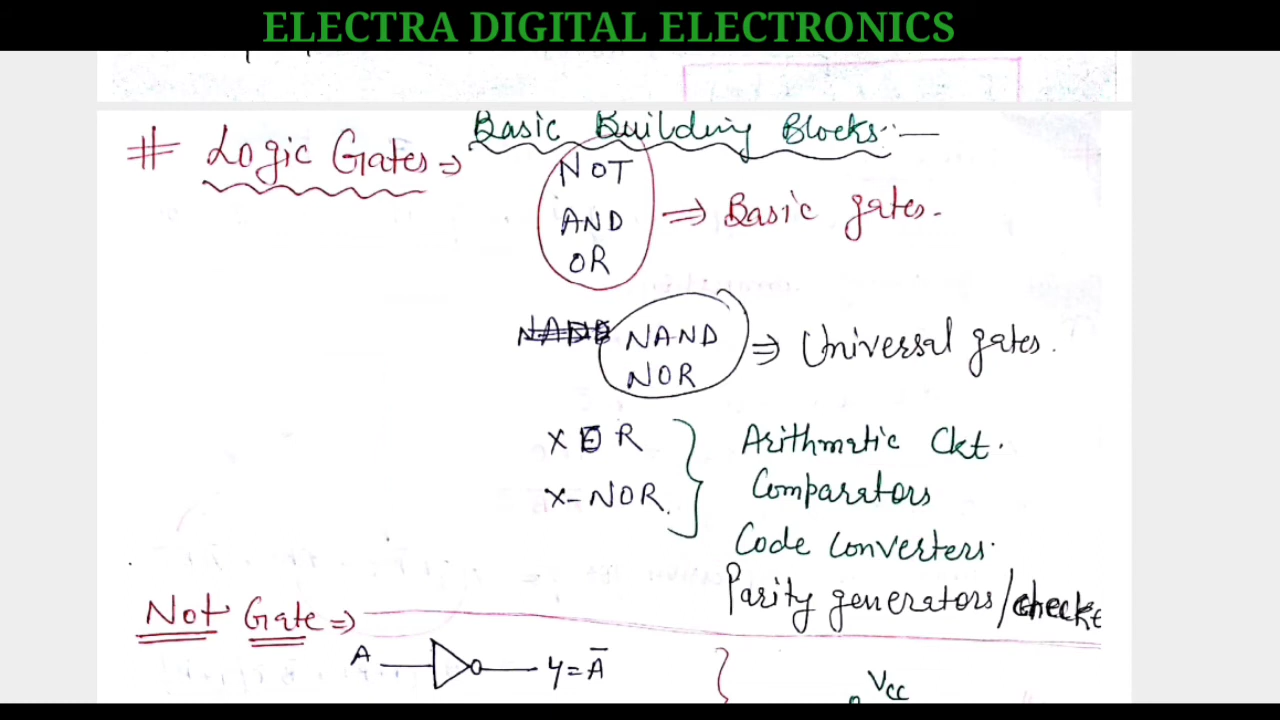 ELECTRA DIGITAL ELECTRONICS
# Logic Gates ⇒ Basic Building Blocks :—
NOT
AND ⇒ Basic gates.
OR
NAND ⇒ Universal gates.
NOR
XOR Arithmatic Ckt.
X-NOR. Comparators
Code Converters.
Parity generators/
Not Gate ⇒
A y = A̅
Vcc